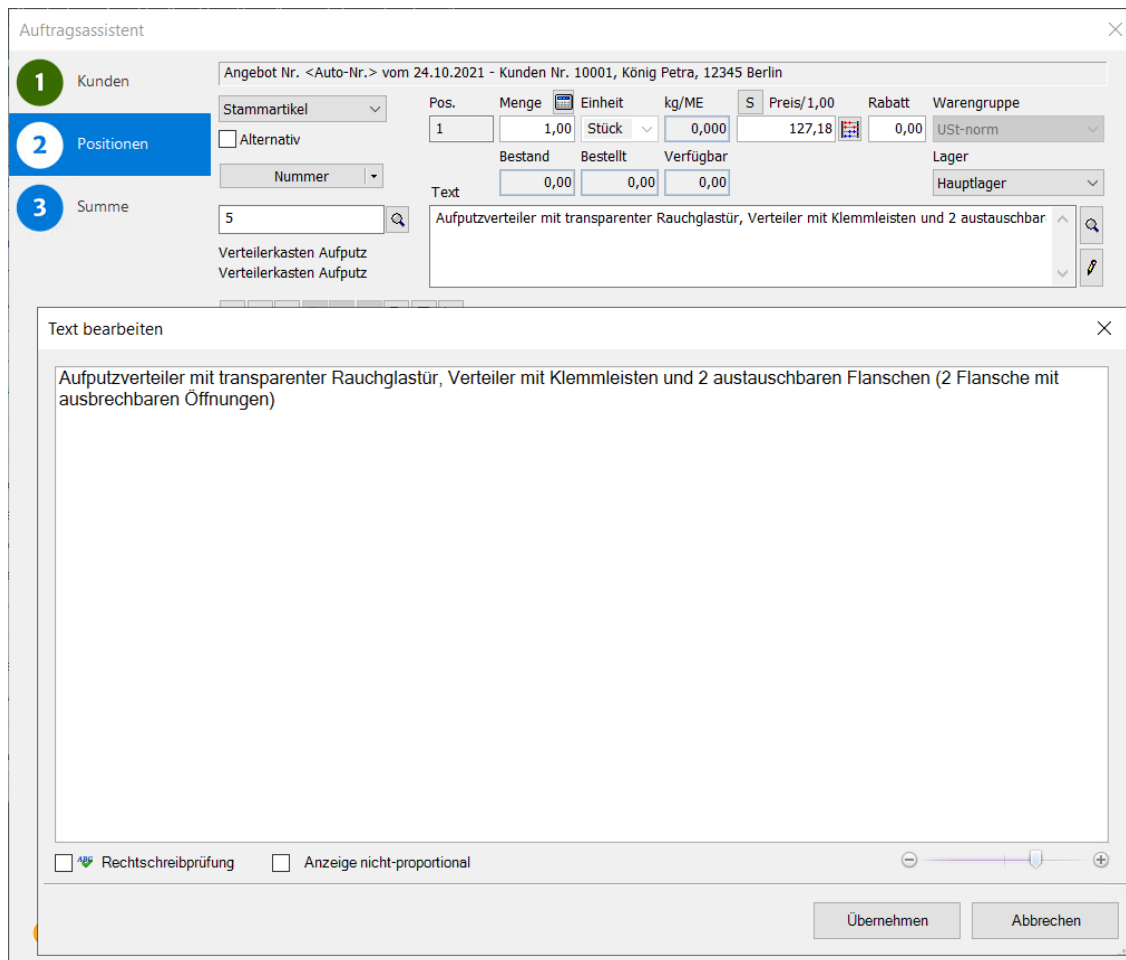 Auftragsassistent
1 Kunden
2 Positionen
3 Summe
Angebot Nr. <Auto-Nr.> vom 24.10.2021 - Kunden Nr. 10001, König Petra, 12345 Berlin
Stammartikel
Alternativ
Nummer
5
Verteilerkasten Aufputz
Verteilerkasten Aufputz
Pos. Menge Einheit kg/ME S Preis/1,00 Rabatt Warengruppe
1 1,00 Stück 0,000 127,18 0,00 USt-norm
Bestand Bestellt Verfügbar Lager
0,00 0,00 0,00 Hauptlager
Text
Aufputzverteiler mit transparenter Rauchglastür, Verteiler mit Klemmleisten und 2 austauschbar
Text bearbeiten
Aufputzverteiler mit transparenter Rauchglastür, Verteiler mit Klemmleisten und 2 austauschbaren Flanschen (2 Flansche mit
ausbrechbaren Öffnungen)
ABC Rechtschreibprüfung Anzeige nicht-proportional
Übernehmen Abbrechen